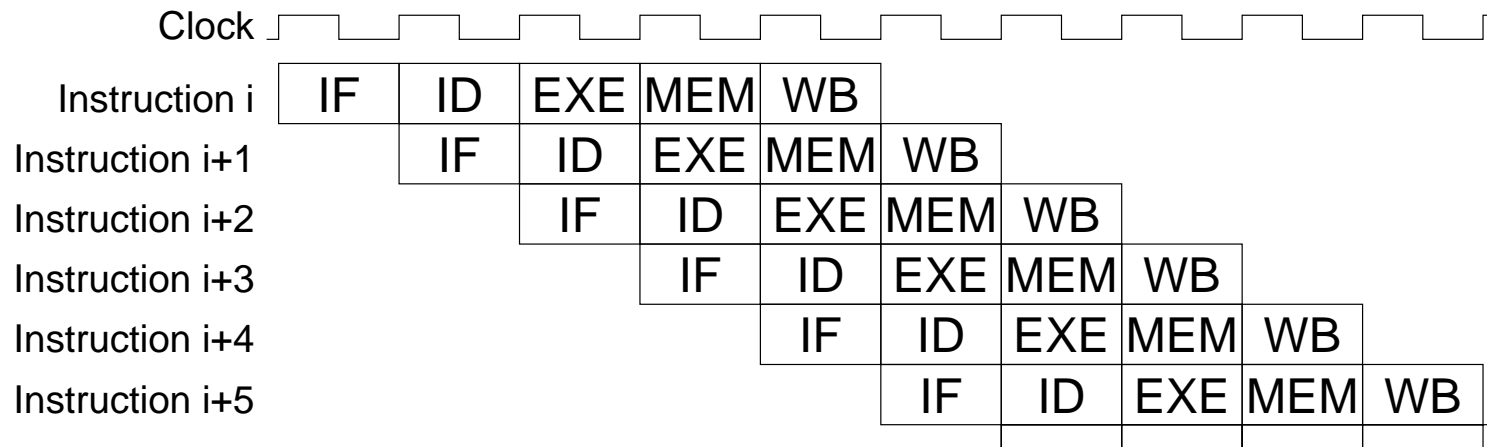 Clock
Instruction i IF ID EXE MEM WB
Instruction i+1 IF ID EXE MEM WB
Instruction i+2 IF ID EXE MEM WB
Instruction i+3 IF ID EXE MEM WB
Instruction i+4 IF ID EXE MEM WB
Instruction i+5 IF ID EXE MEM WB